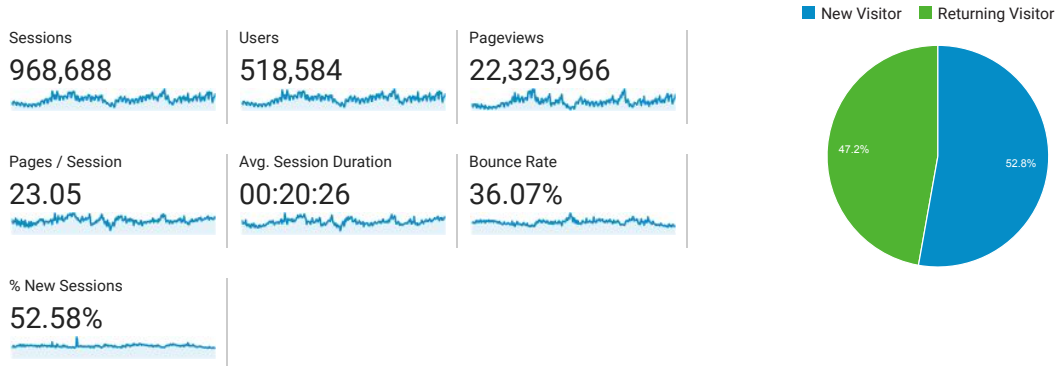 New Visitor Returning Visitor
Sessions
968,688
Users
518,584
Pageviews
22,323,966
Pages / Session
23.05
Avg. Session Duration
00:20:26
Bounce Rate
36.07%
% New Sessions
52.58%
47.2%
52.8%